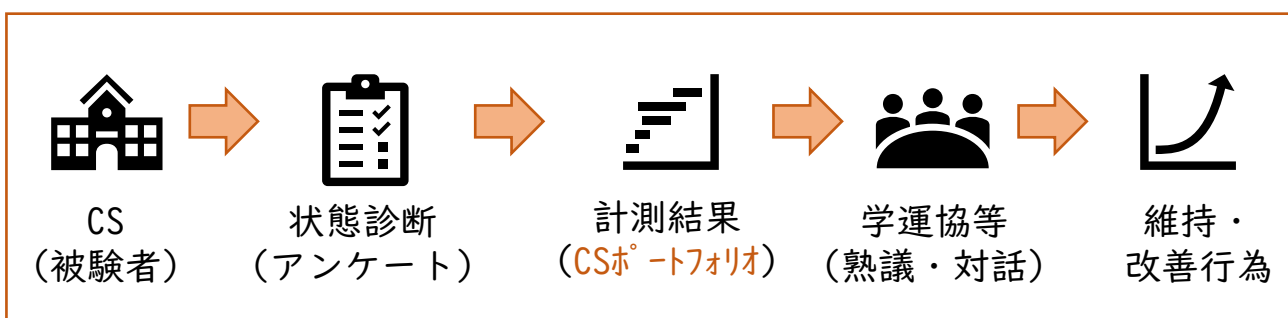 CS
(被験者)
状態診断
(アンケート)
計測結果
(CSﾎﾟｰﾄﾌｫﾘｵ)
学運協等
(熟議・対話)
維持・
改善行為